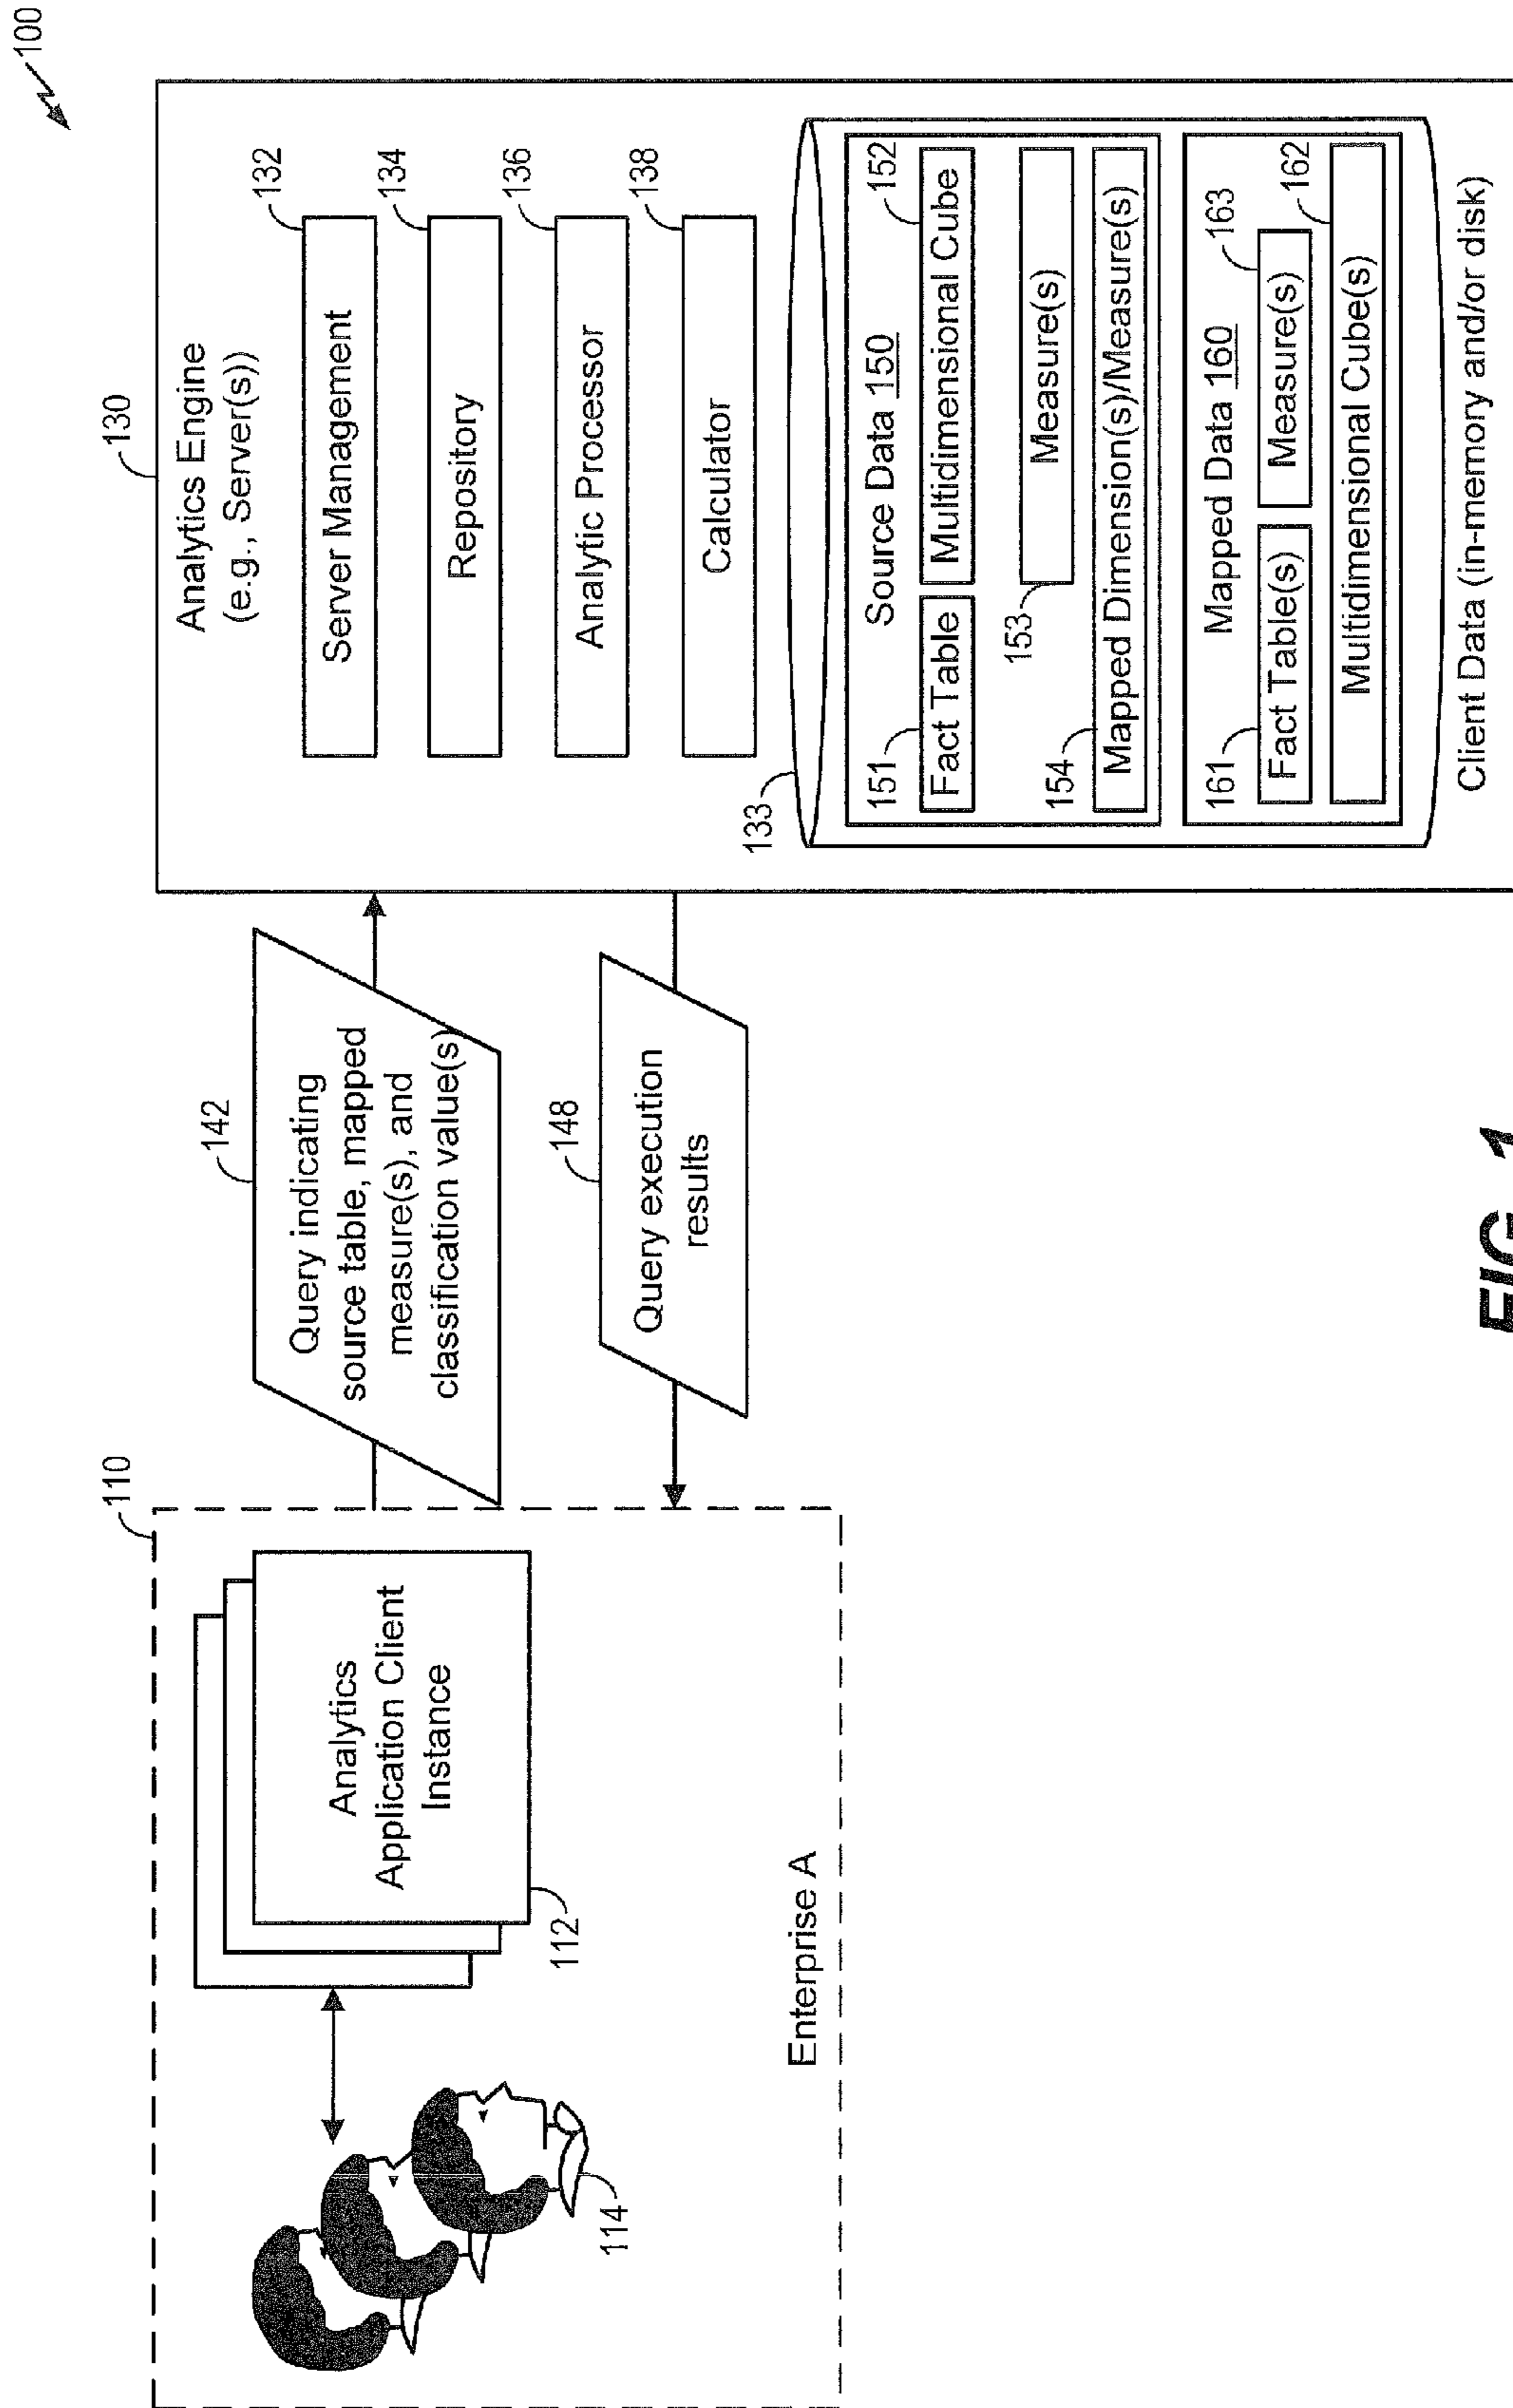 100
110
114
Analytics
Application Client
Instance
112
Enterprise A
142
Query indicating
source table, mapped
measure(s), and
classification value(s)
148
Query execution
results
130
Analytics Engine
(e.g., Server(s))
132
Server Management
134
Repository
136
Analytic Processor
138
Calculator
133
Source Data 150
151
Fact Table
152
Multidimensional Cube
153
Measure(s)
154
Mapped Dimension(s)/Measure(s)
Mapped Data 160
161
Fact Table(s)
163
Measure(s)
162
Multidimensional Cube(s)
Client Data (in-memory and/or disk)
FIG. 1